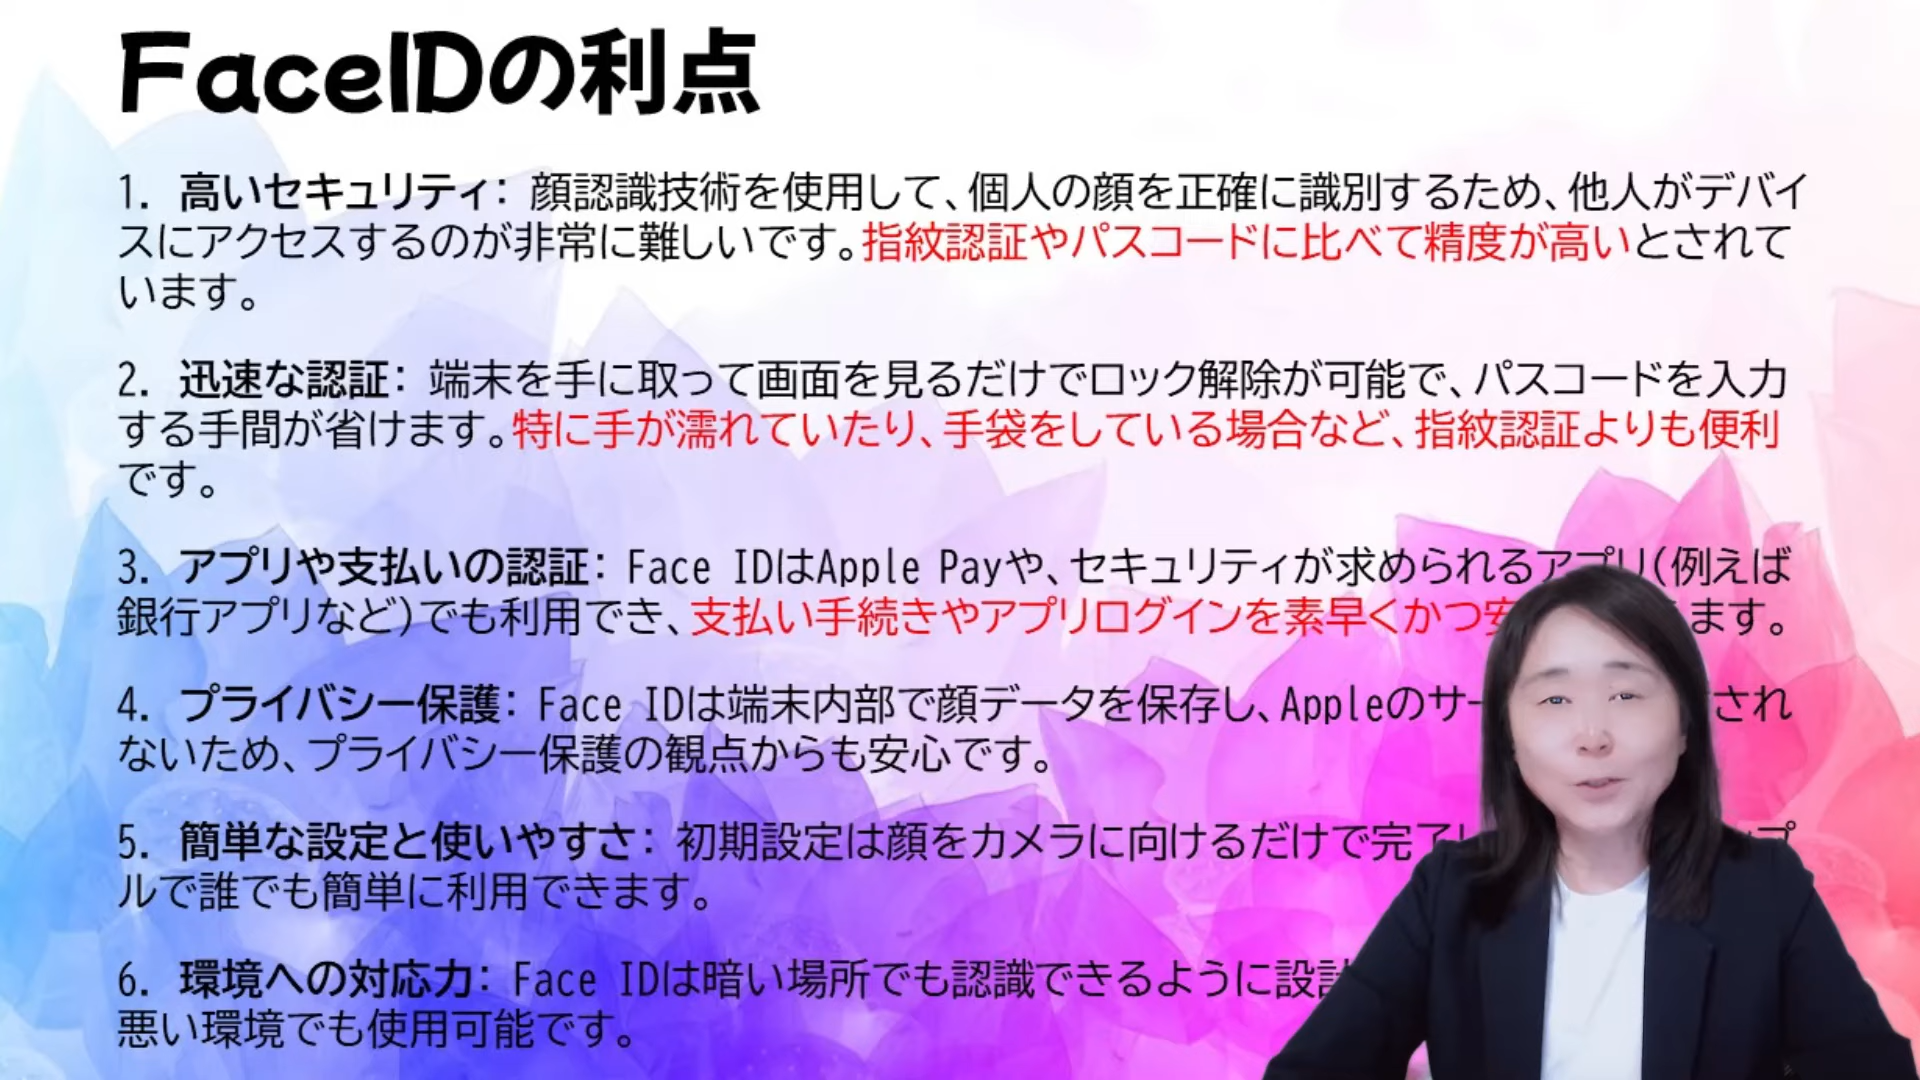 FaceIDの利点
1. 高いセキュリティ: 顔認識技術を使用して、個人の顔を正確に識別するため、他人がデバイ
スにアクセスするのが非常に難しいです。指紋認証やパスコードに比べて精度が高いとされて
います。
2. 迅速な認証: 端末を手に取って画面を見るだけでロック解除が可能で、パスコードを入力
する手間が省けます。特に手が濡れていたり、手袋をしている場合など、指紋認証よりも便利
です。
3. アプリや支払いの認証: Face IDはApple Payや、セキュリティが求められるアプリ(例えば
銀行アプリなど)でも利用でき、支払い手続きやアプリログインを素早くかつ ます。
4. プライバシー保護: Face IDは端末内部で顔データを保存し、Appleのサー され
ないため、プライバシー保護の観点からも安心です。
5. 簡単な設定と使いやすさ: 初期設定は顔をカメラに向けるだけで完了 プ
ルで誰でも簡単に利用できます。
6. 環境への対応力: Face IDは暗い場所でも認識できるように設
悪い環境でも使用可能です。